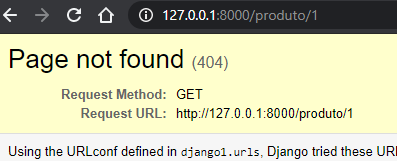 127.0.0.1:8000/produto/1
Page not found (404)
Request Method: GET
Request URL: http://127.0.0.1:8000/produto/1
Using the URLconf defined in django1.urls, Django tried these URL